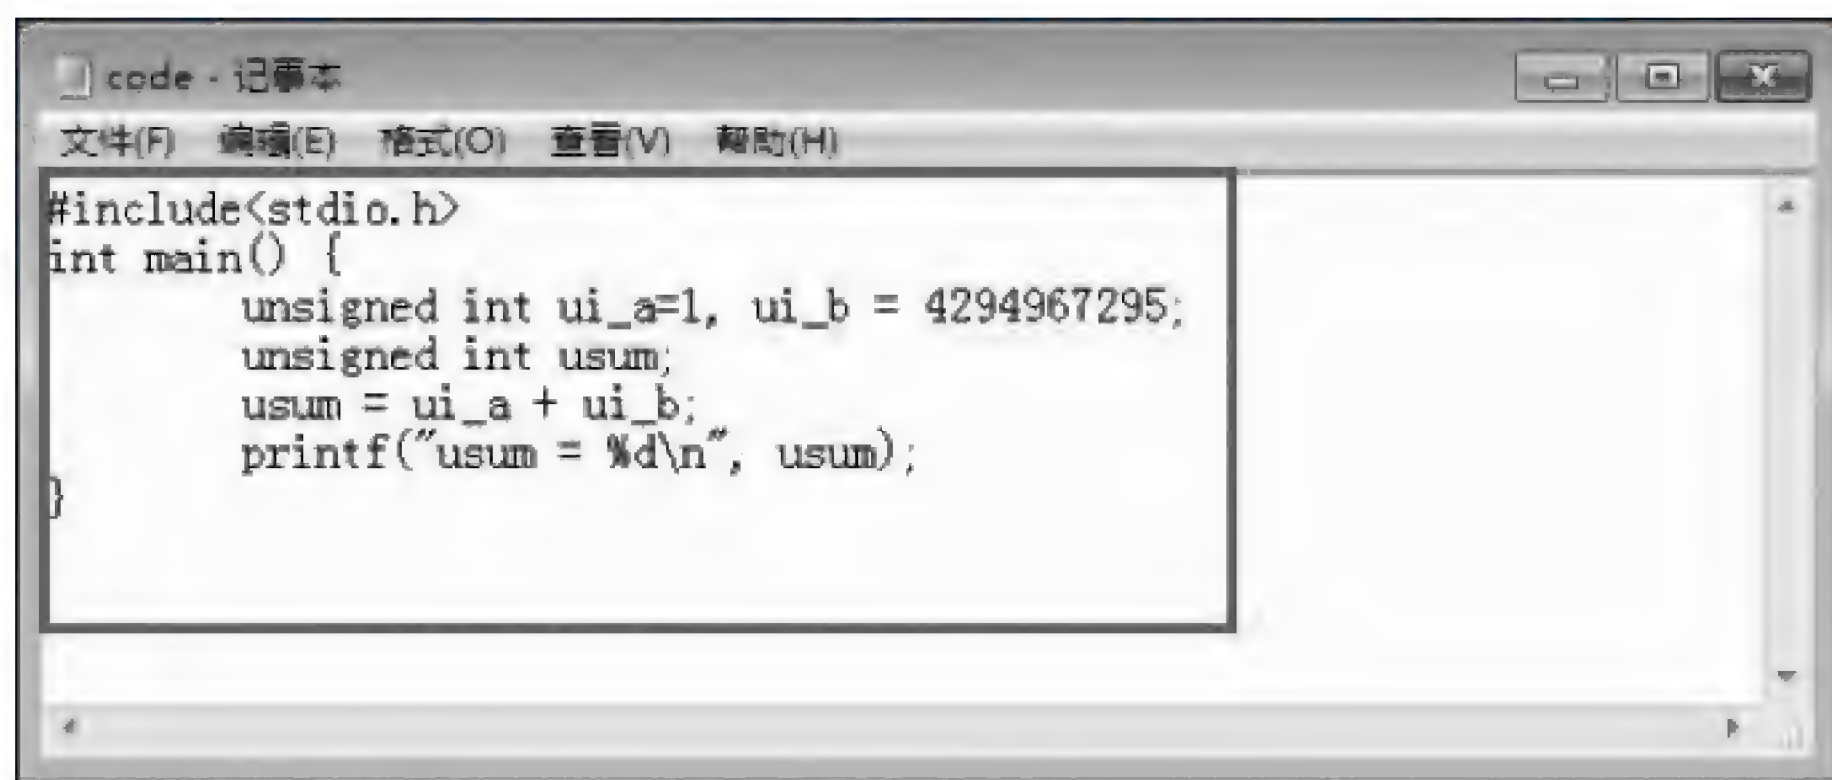 code - 记事本
文件(F) 编辑(E) 格式(O) 查看(V) 帮助(H)
#include<stdio.h>
int main() {
        unsigned int ui_a=1, ui_b = 4294967295;
        unsigned int usum;
        usum = ui_a + ui_b;
        printf("usum = %d\n", usum);
}